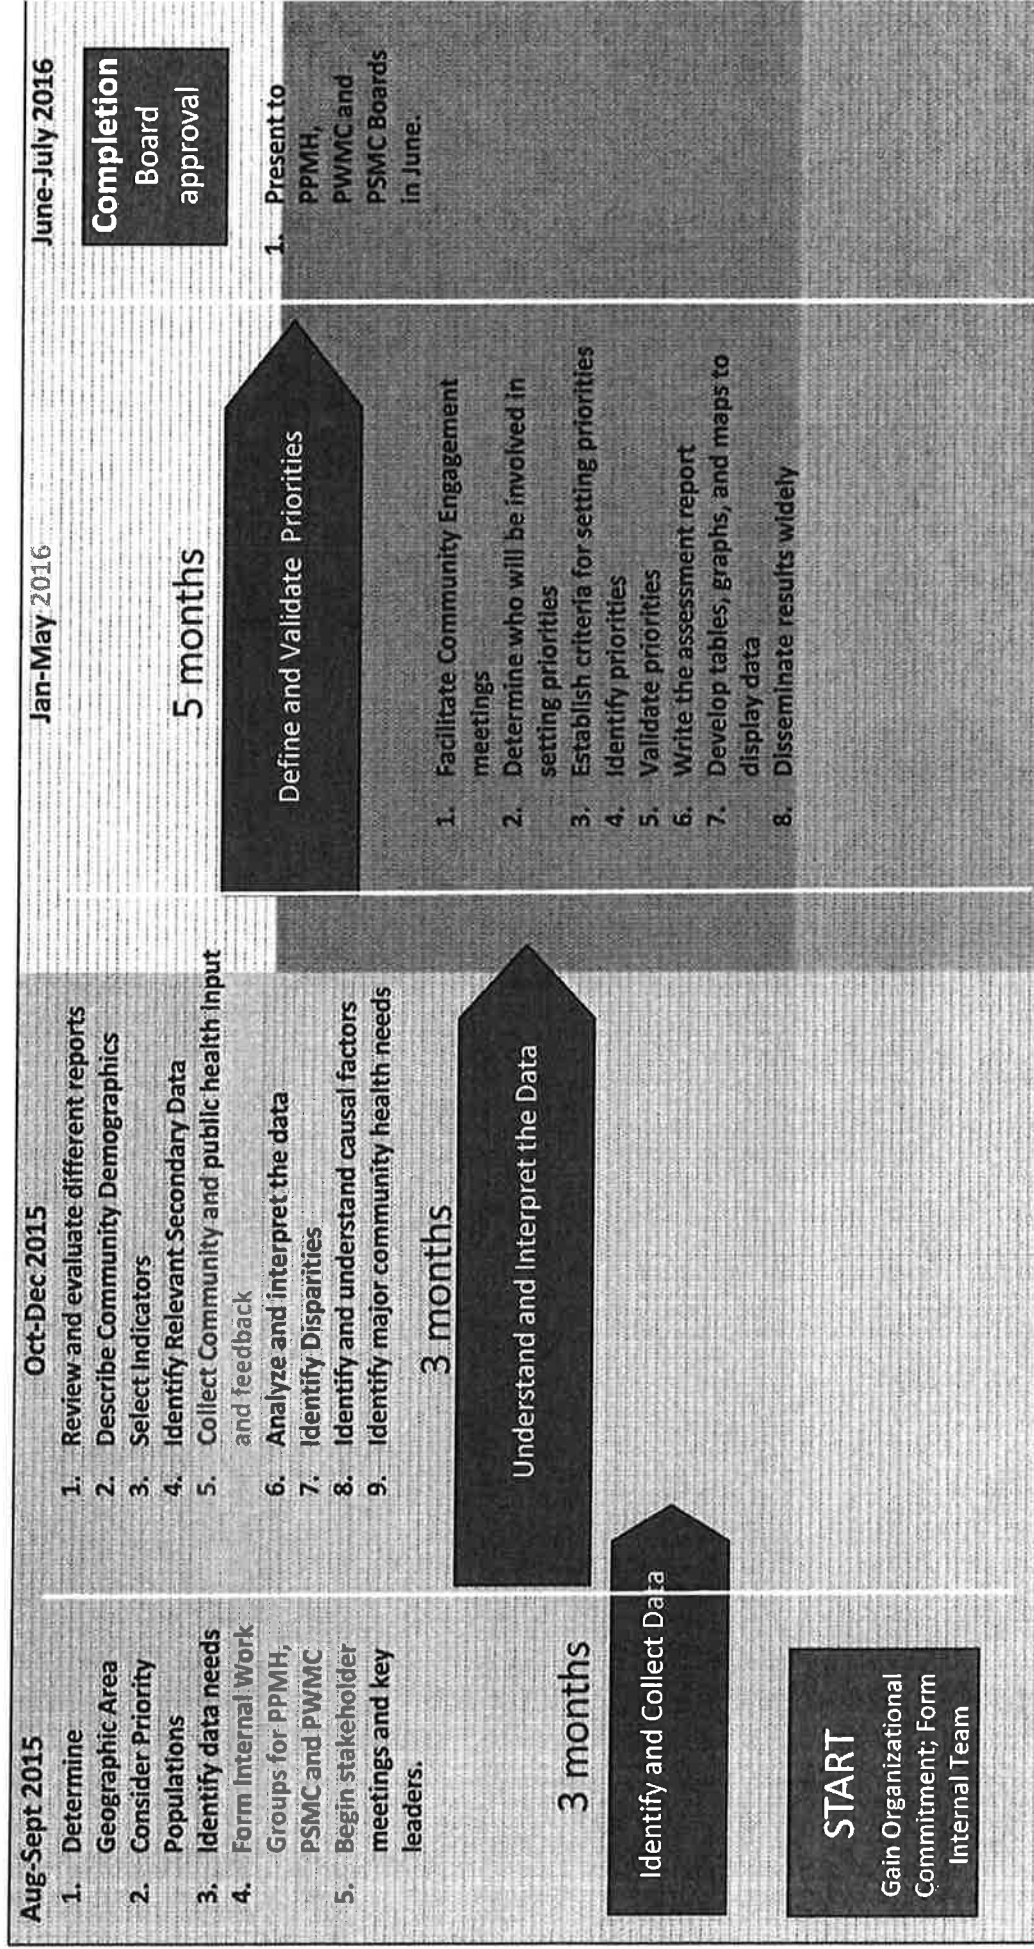 Aug-Sept 2015
1. Determine
Geographic Area
2. Consider Priority
Populations
3. Identify data needs
4. Form Internal Work
Groups for PPMH,
PSMC and PWMC
5. Begin stakeholder
meetings and key
leaders.
3 months
Identify and Collect Data
START
Gain Organizational
Commitment; Form
Internal Team
Oct-Dec 2015
1. Review and evaluate different reports
2. Describe Community Demographics
3. Select Indicators
4. Identify Relevant Secondary Data
5. Collect Community and public health input
and feedback
6. Analyze and interpret the data
7. Identify Disparities
8. Identify and understand causal factors
9. Identify major community health needs
3 months
Understand and Interpret the Data
Jan-May 2016
5 months
Define and Validate Priorities
1. Facilitate Community Engagement
meetings
2. Determine who will be involved in
setting priorities
3. Establish criteria for setting priorities
4. Identify priorities
5. Validate priorities
6. Write the assessment report
7. Develop tables, graphs, and maps to
display data
8. Disseminate results widely
June-July 2016
Completion
Board
approval
1. Present to
PPMH,
PWMC and
PSMC Boards
in June.